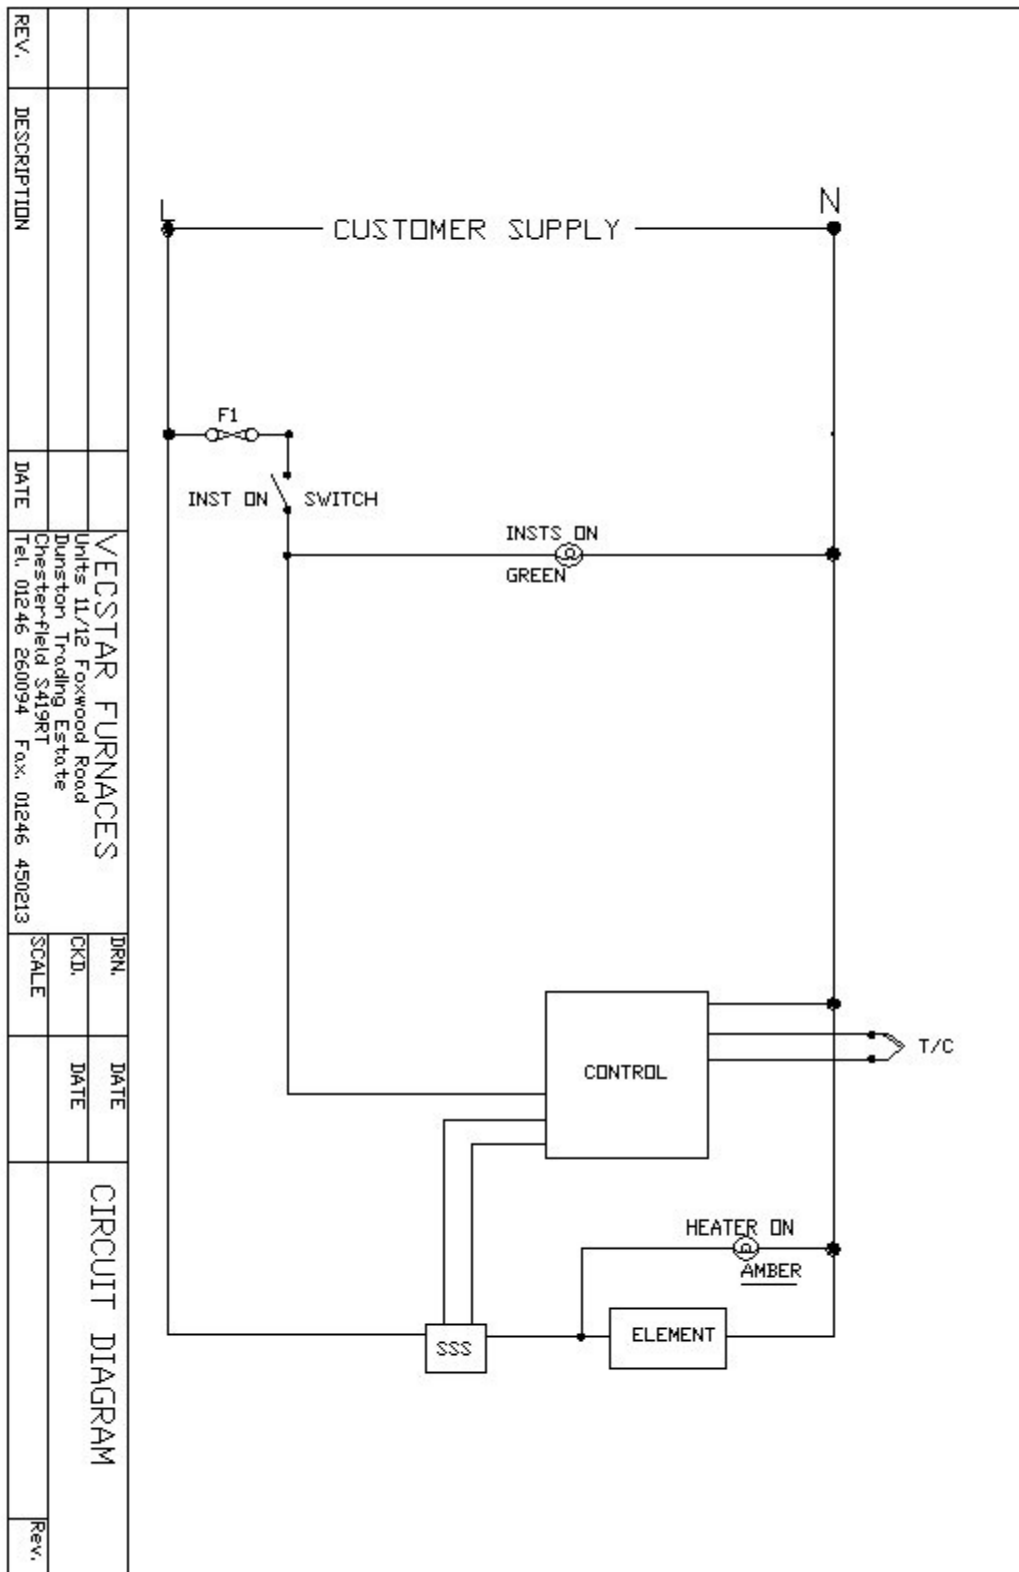 L
N
CUSTOMER SUPPLY
F1
INST ON
SWITCH
INSTS ON
GREEN
CONTROL
T/C
HEATER ON
AMBER
SSS
ELEMENT
REV.
DESCRIPTION
DATE
VECSTAR FURNACES
Units 11/12 Foxwood Road
Dunston Trading Estate
Chesterfield S419RT
Tel. 01246 260094 Fax. 01246 450213
DRN.
DATE
CKD.
DATE
SCALE
CIRCUIT DIAGRAM
Rev.